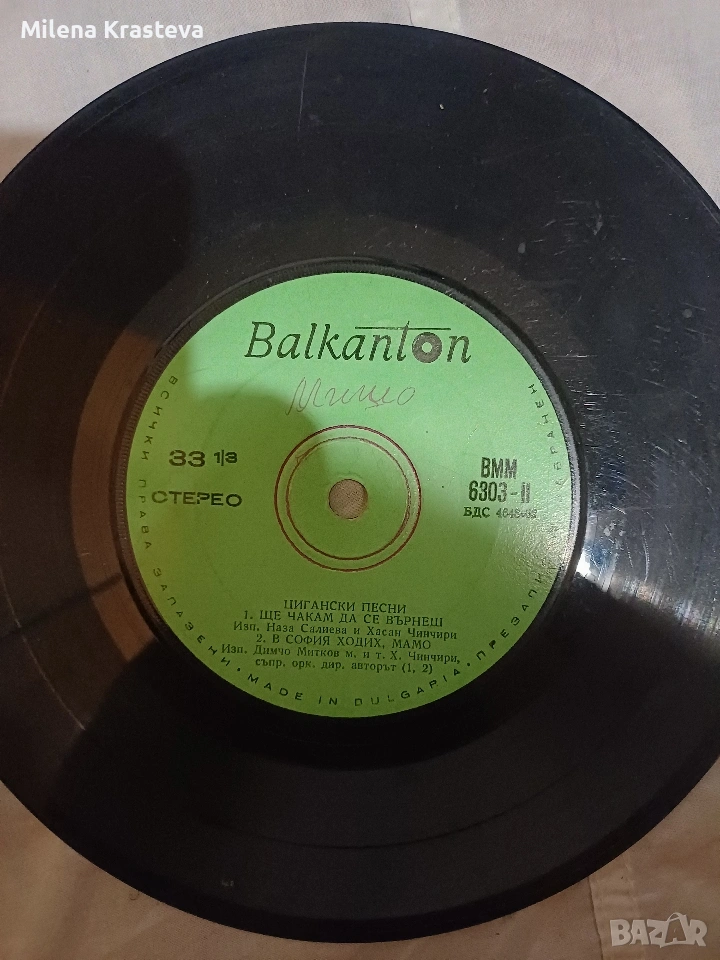 Milena Krasteva
Balkanton
Мишо
33 1/3
СТЕРЕО
ВММ
6303-II
БДС
ЦИГАНСКИ ПЕСНИ
1. ЩЕ ЧАКАМ ДА СЕ ВЪРНЕШ
Изп. Наза Салиева и Хасан Чинчири
2. В СОФИЯ ХОДИХ, МАМО
Изп. Димчо Митков м. и т. Х. Чинчири,
съпр. орк. дир. авторът (1, 2)
ВСИЧКИ ПРАВА ЗАПАЗЕНИ. MADE IN BULGARIA. ПРЕЗАПИСЪТ ЗАБРАНЕН
BAZAR